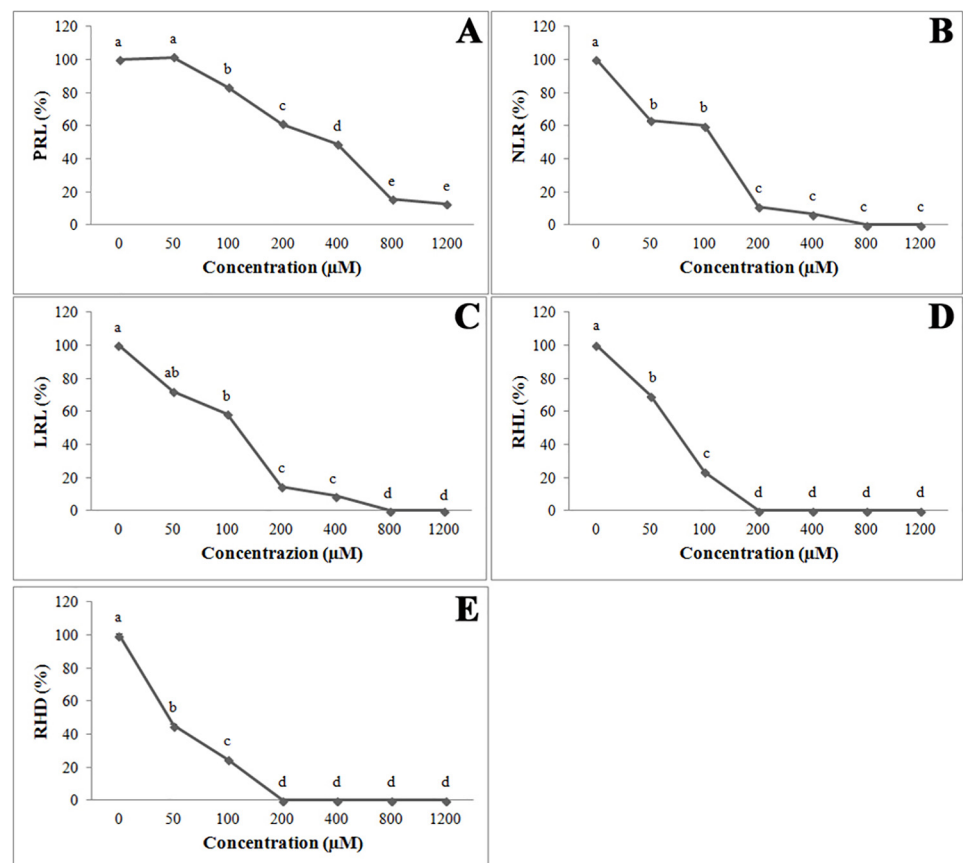 A
PRL (%)
120
100
80
60
40
20
0
a a b c d e e
0 50 100 200 400 800 1200
Concentration (µM)
B
NLR (%)
120
100
80
60
40
20
0
a b b c c c c
0 50 100 200 400 800 1200
Concentration (µM)
C
LRL (%)
120
100
80
60
40
20
0
a ab b c c d d
0 50 100 200 400 800 1200
Concentrazion (µM)
D
RHL (%)
120
100
80
60
40
20
0
a b c d d d d
0 50 100 200 400 800 1200
Concentration (µM)
E
RHD (%)
120
100
80
60
40
20
0
a b c d d d d
0 50 100 200 400 800 1200
Concentration (µM)